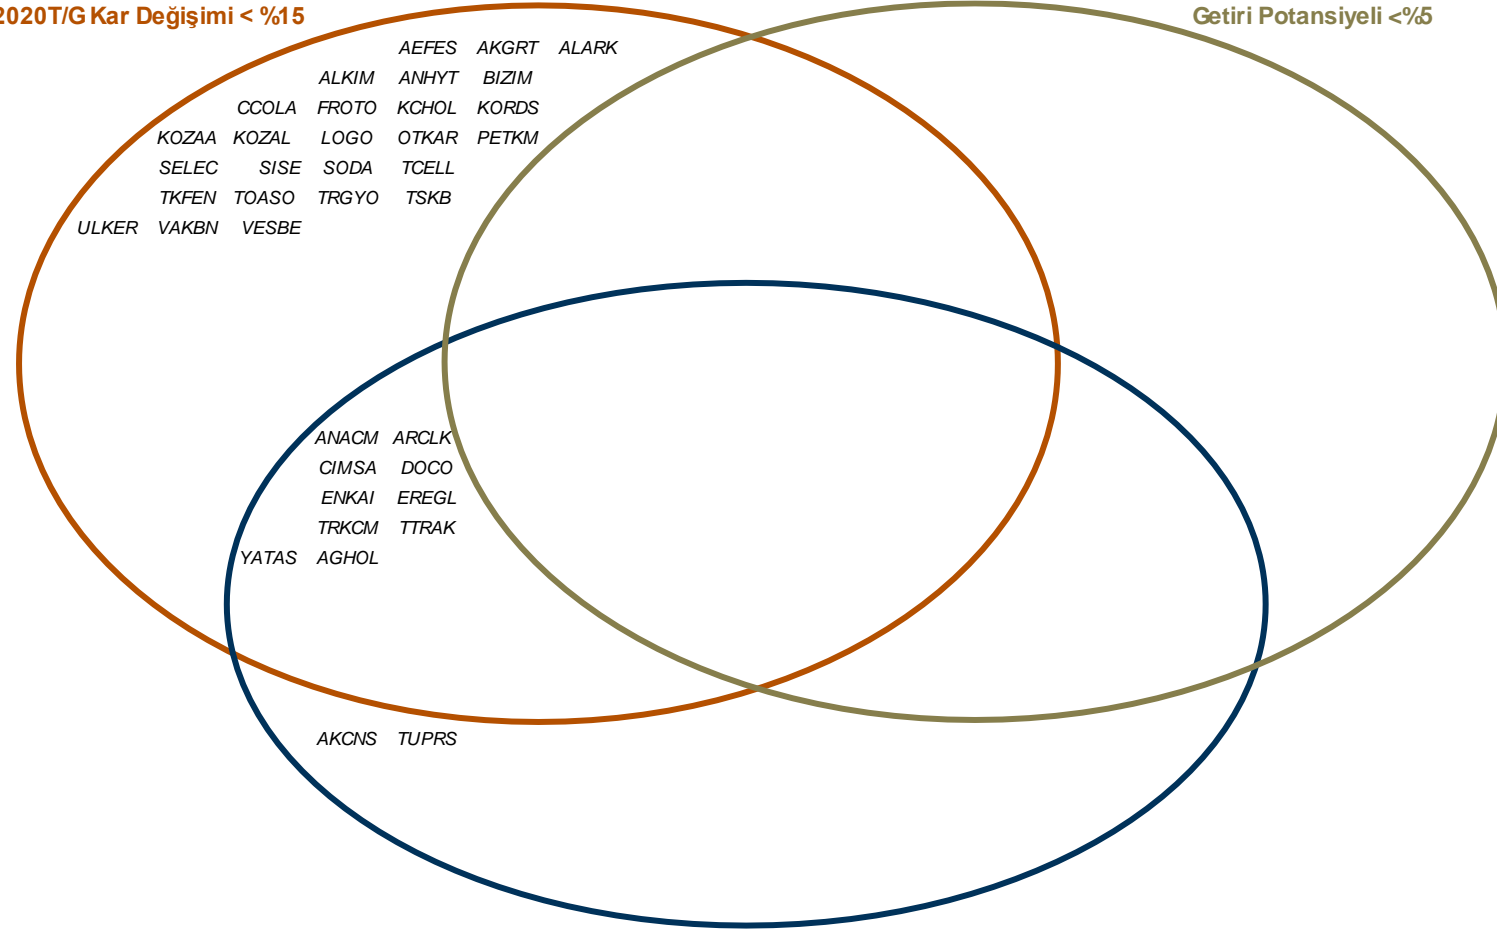 2020T/G Kar Değişimi < %15
Getiri Potansiyeli <%5
AEFES AKGRT ALARK
ALKIM ANHYT BIZIM
CCOLA FROTO KCHOL KORDS
KOZAA KOZAL LOGO OTKAR PETKM
SELEC SISE SODA TCELL
TKFEN TOASO TRGYO TSKB
ULKER VAKBN VESBE
ANACM ARCLK
CIMSA DOCO
ENKAI EREGL
TRKCM TTRAK
YATAS AGHOL
AKCNS TUPRS